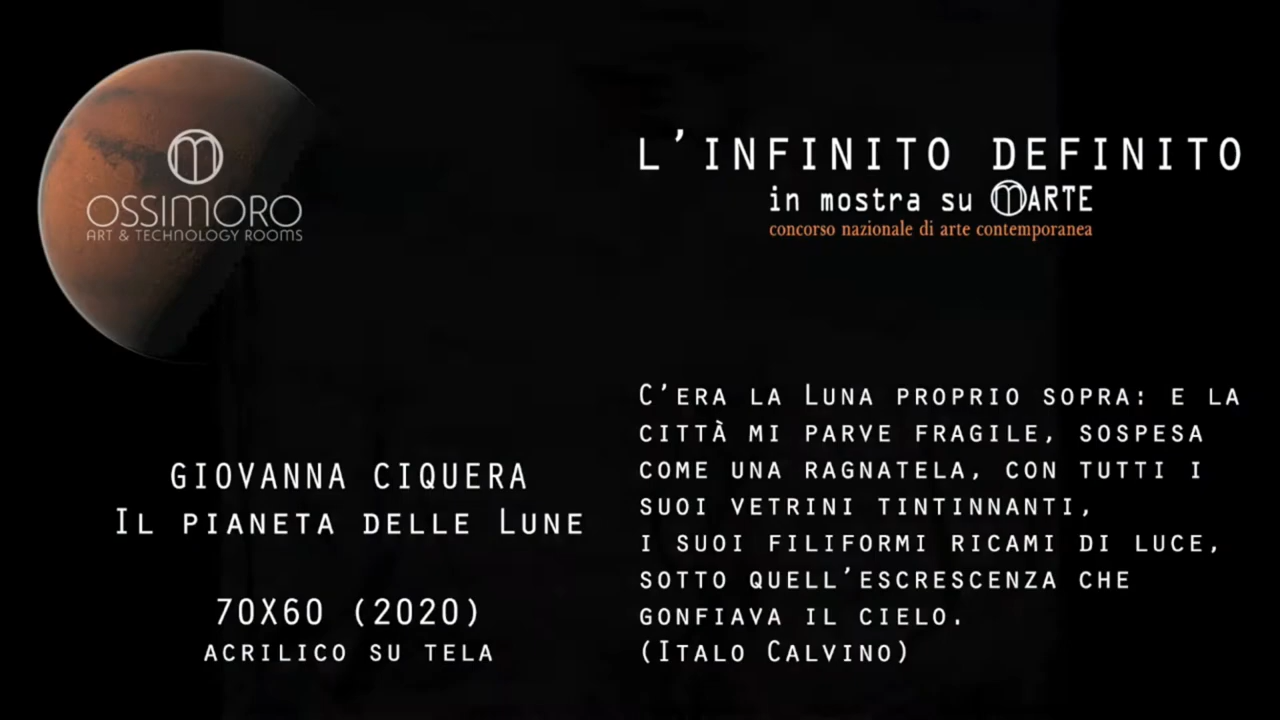 OSSIMORO
ART & TECHNOLOGY ROOMS
L'INFINITO DEFINITO
in mostra su MARTE
concorso nazionale di arte contemporanea
GIOVANNA CIQUERA
Il pianeta delle Lune
70X60 (2020)
acrilico su tela
C'era la Luna proprio sopra: e la
città mi parve fragile, sospesa
come una ragnatela, con tutti i
suoi vetrini tintinnanti,
i suoi filiformi ricami di luce,
sotto quell'escrescenza che
gonfiava il cielo.
(Italo Calvino)